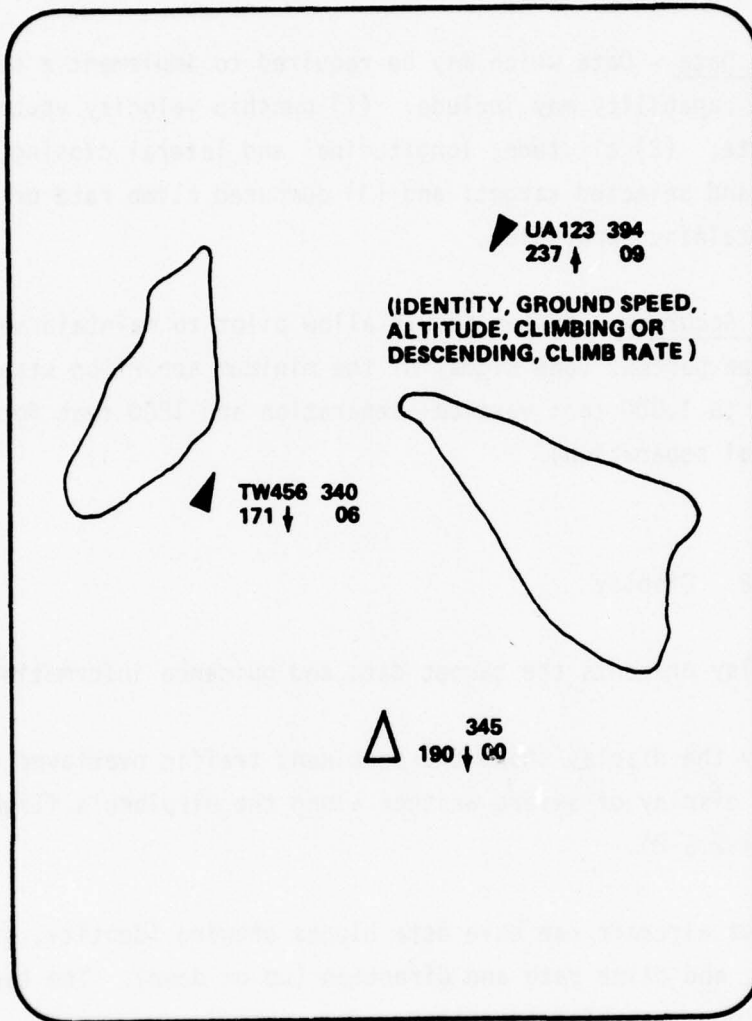 UA123 394
237 ↑ 09
(IDENTITY, GROUND SPEED,
ALTITUDE, CLIMBING OR
DESCENDING, CLIMB RATE )
TW456 340
171 ↓ 06
345
190 ↓ 00